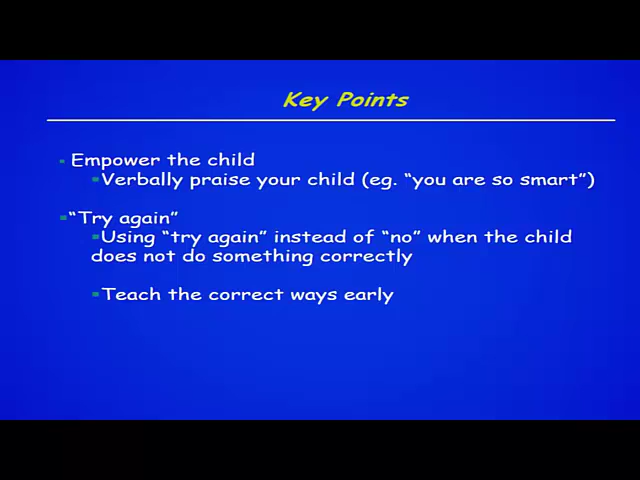 Key Points
Empower the child
Verbally praise your child (eg. “you are so smart”)
“Try again”
Using “try again” instead of “no” when the child
does not do something correctly
Teach the correct ways early